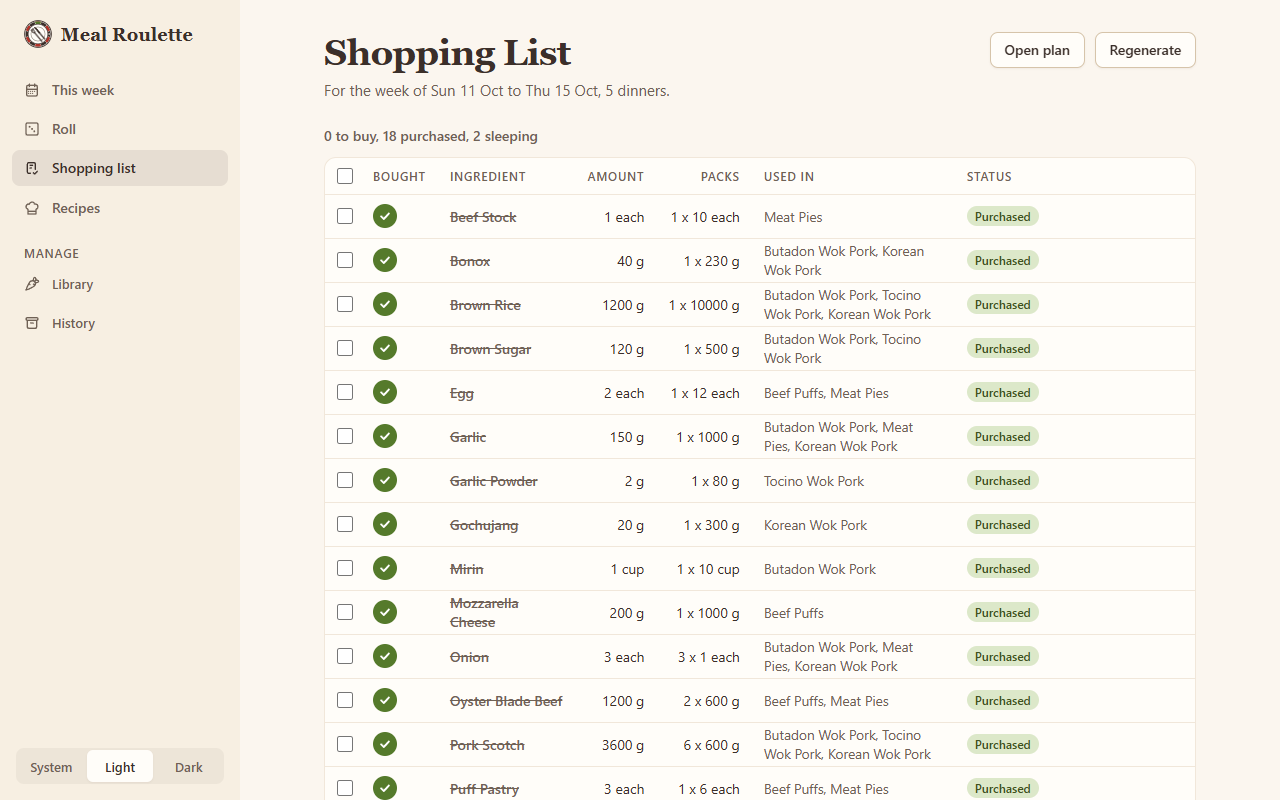 Meal Roulette
This week
Roll
Shopping list
Recipes
MANAGE
Library
History
System Light Dark
Shopping List
For the week of Sun 11 Oct to Thu 15 Oct, 5 dinners.
Open plan Regenerate
0 to buy, 18 purchased, 2 sleeping
BOUGHT INGREDIENT AMOUNT PACKS USED IN STATUS
Beef Stock 1 each 1 x 10 each Meat Pies Purchased
Bonox 40 g 1 x 230 g Butadon Wok Pork, Korean
Wok Pork Purchased
Brown Rice 1200 g 1 x 10000 g Butadon Wok Pork, Tocino
Wok Pork, Korean Wok Pork Purchased
Brown Sugar 120 g 1 x 500 g Butadon Wok Pork, Tocino
Wok Pork Purchased
Egg 2 each 1 x 12 each Beef Puffs, Meat Pies Purchased
Garlic 150 g 1 x 1000 g Butadon Wok Pork, Meat
Pies, Korean Wok Pork Purchased
Garlic Powder 2 g 1 x 80 g Tocino Wok Pork Purchased
Gochujang 20 g 1 x 300 g Korean Wok Pork Purchased
Mirin 1 cup 1 x 10 cup Butadon Wok Pork Purchased
Mozzarella
Cheese 200 g 1 x 1000 g Beef Puffs Purchased
Onion 3 each 3 x 1 each Butadon Wok Pork, Meat
Pies, Korean Wok Pork Purchased
Oyster Blade Beef 1200 g 2 x 600 g Beef Puffs, Meat Pies Purchased
Pork Scotch 3600 g 6 x 600 g Butadon Wok Pork, Tocino
Wok Pork, Korean Wok Pork Purchased
Puff Pastry 3 each 1 x 6 each Beef Puffs, Meat Pies Purchased